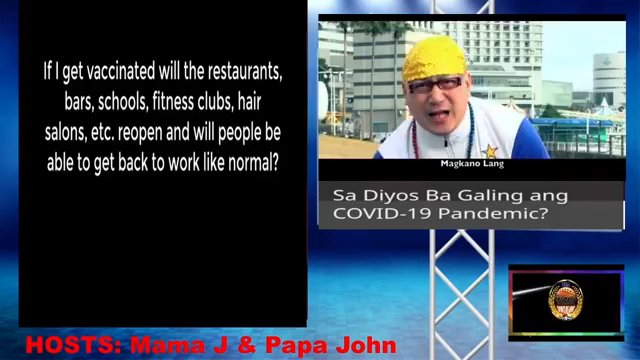 If I get vaccinated will the restaurants,
bars, schools, fitness clubs, hair
salons, etc. reopen and will people be
able to get back to work like normal?
Magkano Lang
Sa Diyos Ba Galing ang
COVID-19 Pandemic?
HOSTS: Mama J & Papa John